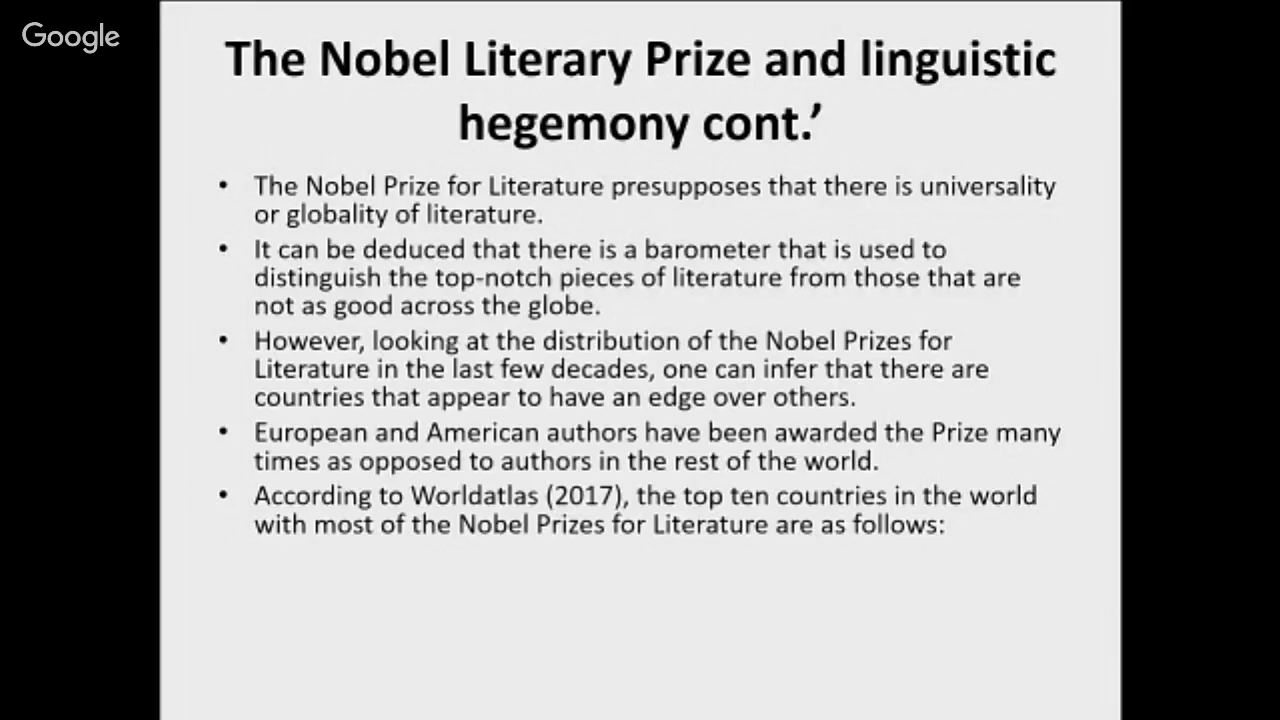 Google
The Nobel Literary Prize and linguistic
hegemony cont.’
• The Nobel Prize for Literature presupposes that there is universality
or globality of literature.
• It can be deduced that there is a barometer that is used to
distinguish the top-notch pieces of literature from those that are
not as good across the globe.
• However, looking at the distribution of the Nobel Prizes for
Literature in the last few decades, one can infer that there are
countries that appear to have an edge over others.
• European and American authors have been awarded the Prize many
times as opposed to authors in the rest of the world.
• According to Worldatlas (2017), the top ten countries in the world
with most of the Nobel Prizes for Literature are as follows: